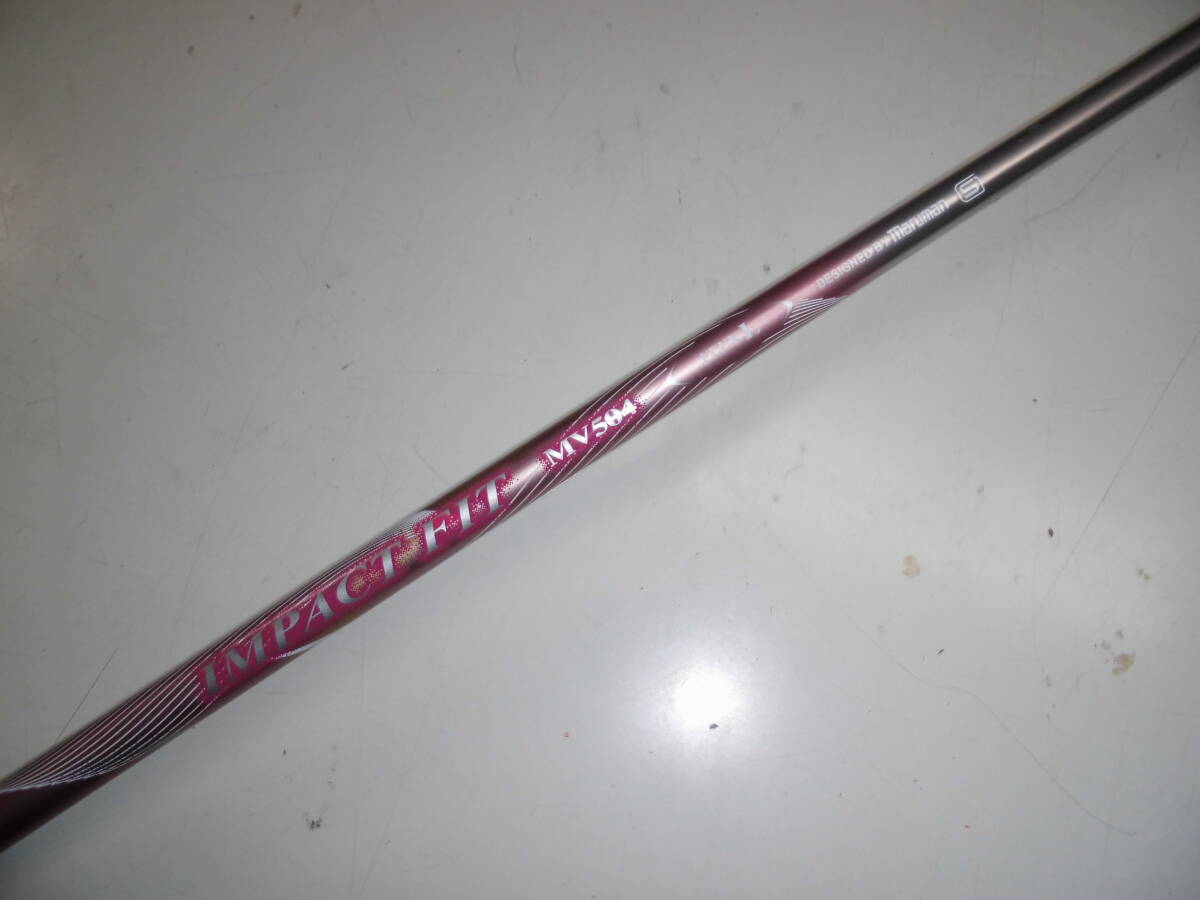 IMPACT FIT MV504
L
DESIGNED BY maruman S